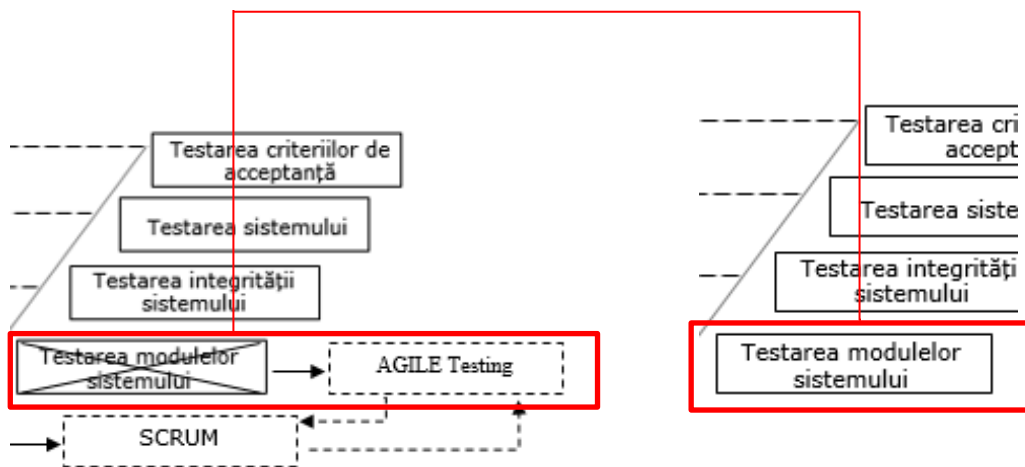 Testarea criteriilor de
acceptanță
Testarea sistemului
Testarea integrității
sistemului
Testarea modulelor
sistemului
AGILE Testing
SCRUM
Testarea cri
accept
Testarea siste
Testarea integrități
sistemului
Testarea modulelor
sistemului